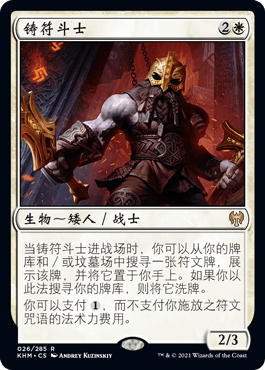 铸符斗士 2
生物～矮人／战士
当铸符斗士进战场时，你可以从你的牌
库和／或坟墓场中搜寻一张符文牌，展
示该牌，并将它置于你手上。如果你以
此法搜寻你的牌库，则将它洗牌。
你可以支付 1，而不支付你施放之符文
咒语的法术力费用。
2/3
026/285 R
KHM • CS ANDREY KUZINSKIY
™ & © 2021 Wizards of the Coast